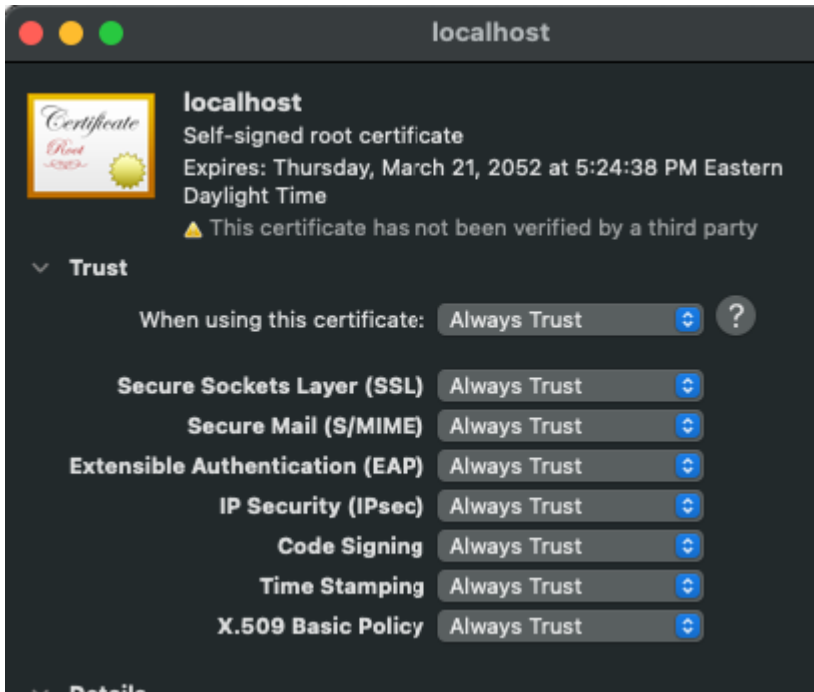 localhost
Certificate
Root
localhost
Self-signed root certificate
Expires: Thursday, March 21, 2052 at 5:24:38 PM Eastern
Daylight Time
This certificate has not been verified by a third party
Trust
When using this certificate: Always Trust ?
Secure Sockets Layer (SSL) Always Trust
Secure Mail (S/MIME) Always Trust
Extensible Authentication (EAP) Always Trust
IP Security (IPsec) Always Trust
Code Signing Always Trust
Time Stamping Always Trust
X.509 Basic Policy Always Trust
Details